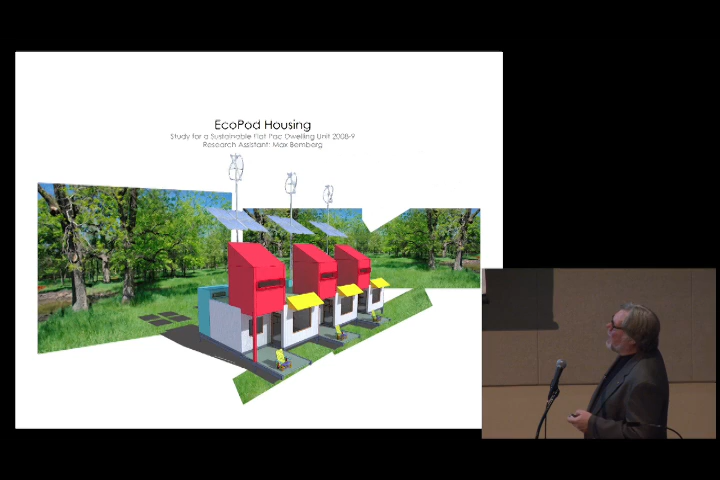 EcoPod Housing
Study for a Sustainable Flat Pac Dwelling Unit 2008-9
Research Assistant: Max Bemberg